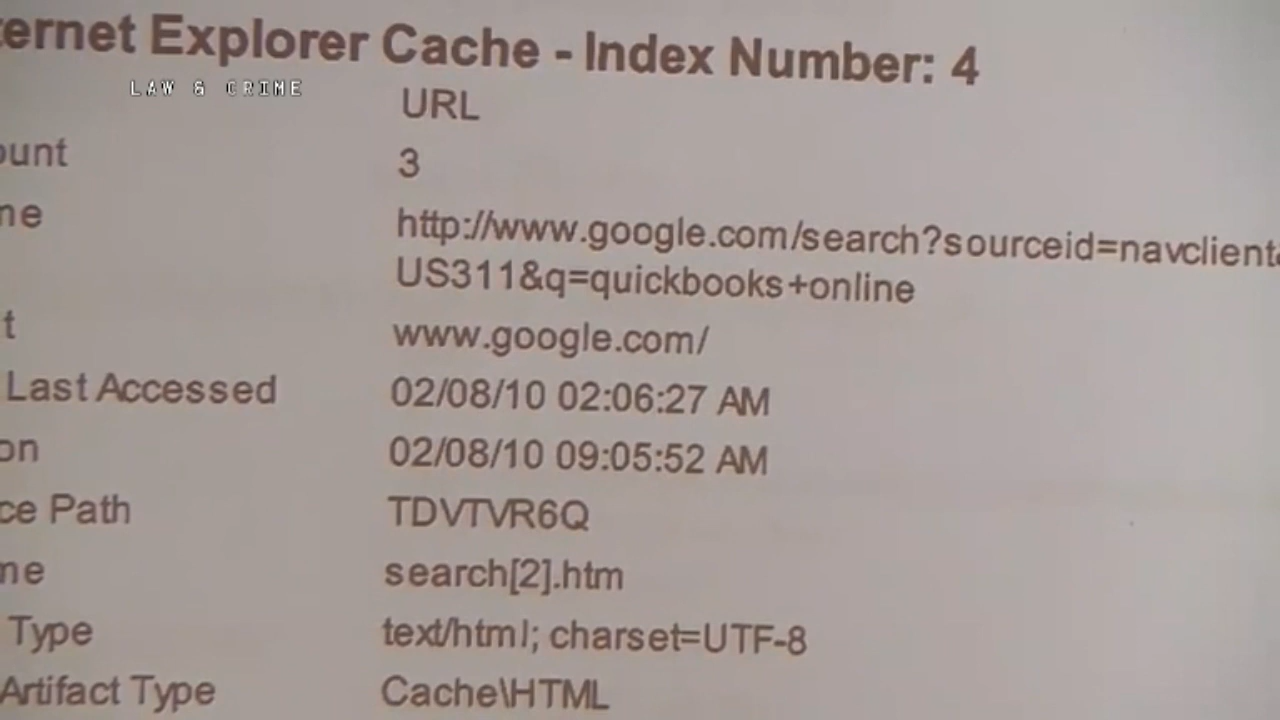 ernet Explorer Cache - Index Number: 4
LAW & CRIME
URL
ount 3
me http://www.google.com/search?sourceid=navclient
US311&q=quickbooks+online
t www.google.com/
Last Accessed 02/08/10 02:06:27 AM
on 02/08/10 09:05:52 AM
ce Path TDVTVR6Q
me search[2].htm
Type text/html; charset=UTF-8
Artifact Type Cache\HTML